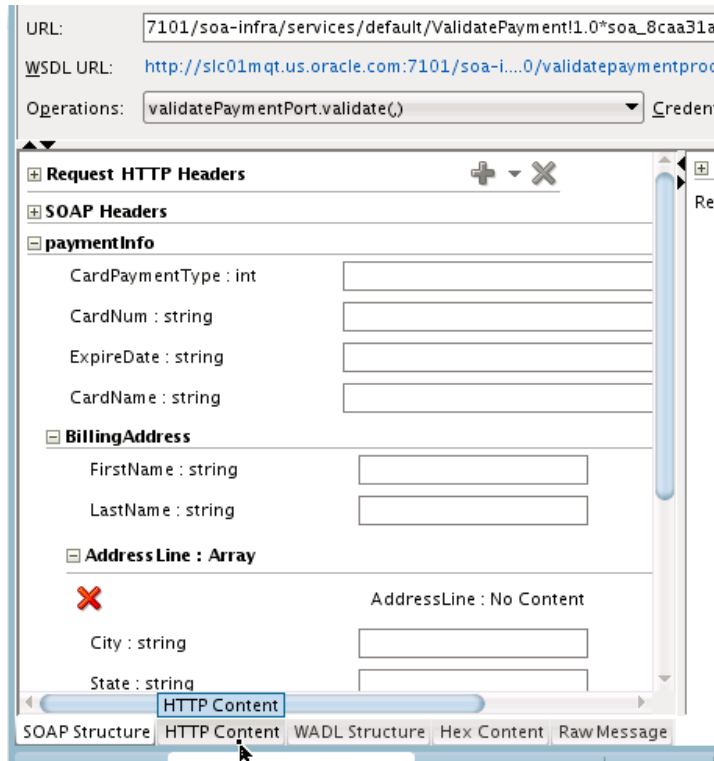 URL: 7101/soa-infra/services/default/ValidatePayment!1.0*soa_8caa31a
WSDL URL: http://slc01mqt.us.oracle.com:7101/soa-i....0/validatepaymentproc
Operations: validatePaymentPort.validate(,) Credent
Request HTTP Headers
SOAP Headers
Re
paymentInfo
CardPaymentType : int
CardNum : string
ExpireDate : string
CardName : string
BillingAddress
FirstName : string
LastName : string
AddressLine : Array
AddressLine : No Content
City : string
State : string
HTTP Content
SOAP Structure HTTP Content WADL Structure Hex Content Raw Message